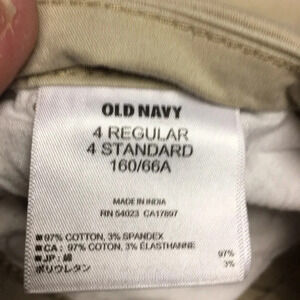 OLD NAVY
4 REGULAR
4 STANDARD
160/66A
MADE IN INDIA
RN 54023 CA17897
■ 97% COTTON, 3% SPANDEX
■ CA: 97% COTON, 3% ÉLASTHANNE
■ JP: 綿 97%
ポリウレタン 3%